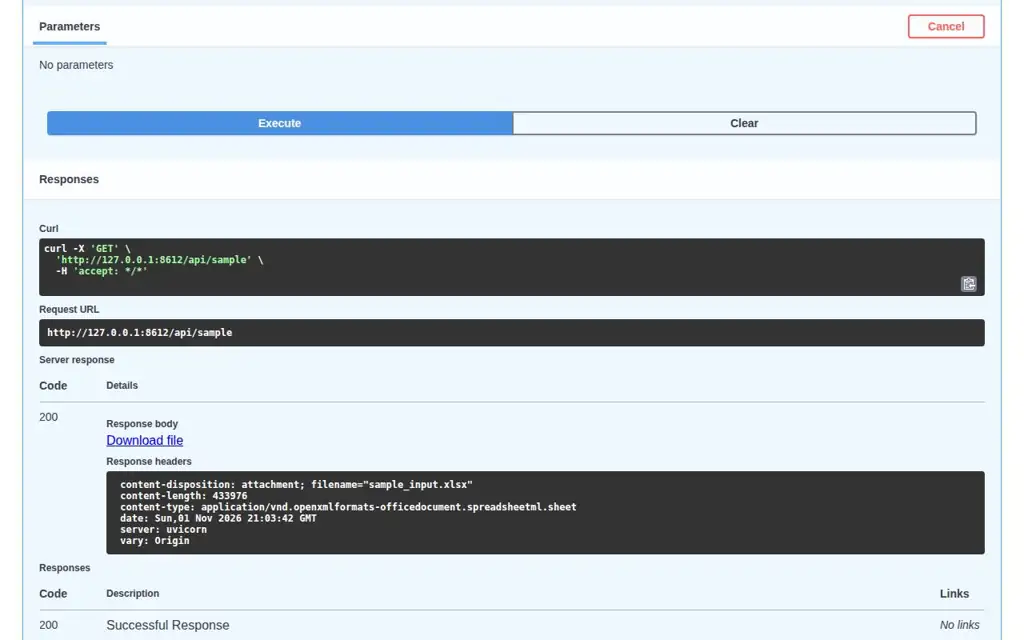 Parameters
Cancel
No parameters
Execute
Clear
Responses
Curl
curl -X 'GET' \
'http://127.0.0.1:8612/api/sample' \
-H 'accept: */*'
Request URL
http://127.0.0.1:8612/api/sample
Server response
Code Details
200
Response body
Download file
Response headers
content-disposition: attachment; filename="sample_input.xlsx"
content-length: 433976
content-type: application/vnd.openxmlformats-officedocument.spreadsheetml.sheet
date: Sun,01 Nov 2026 21:03:42 GMT
server: uvicorn
vary: Origin
Responses
Code Description Links
200 Successful Response No links